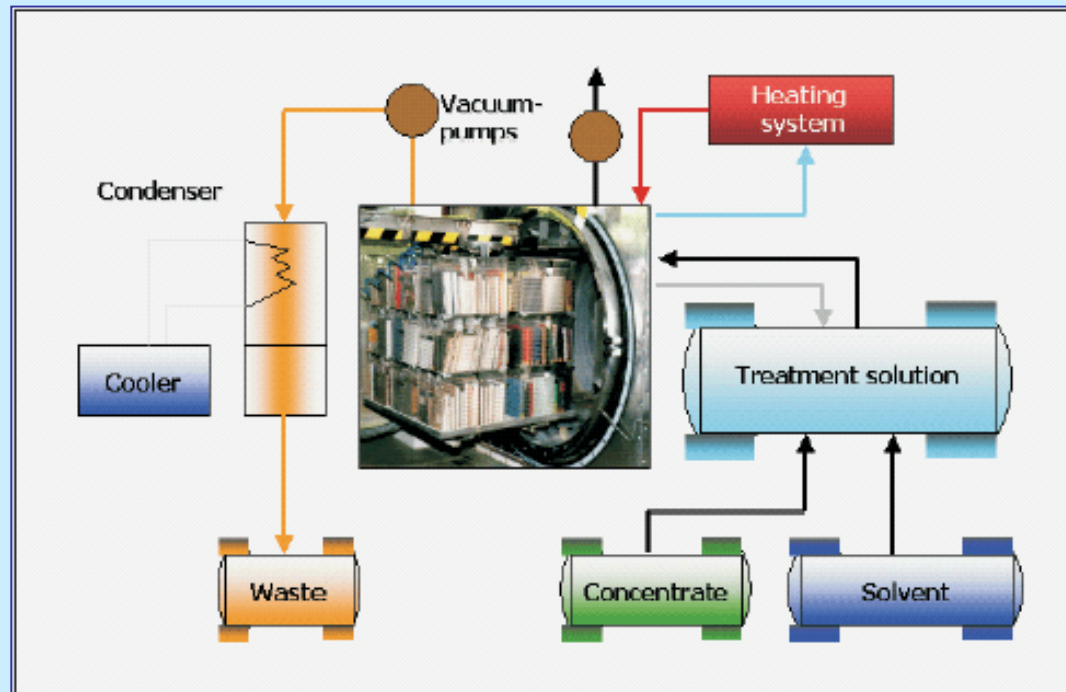 Vacuum-
pumps
Heating
system
Condenser
Cooler
Treatment solution
Waste
Concentrate
Solvent